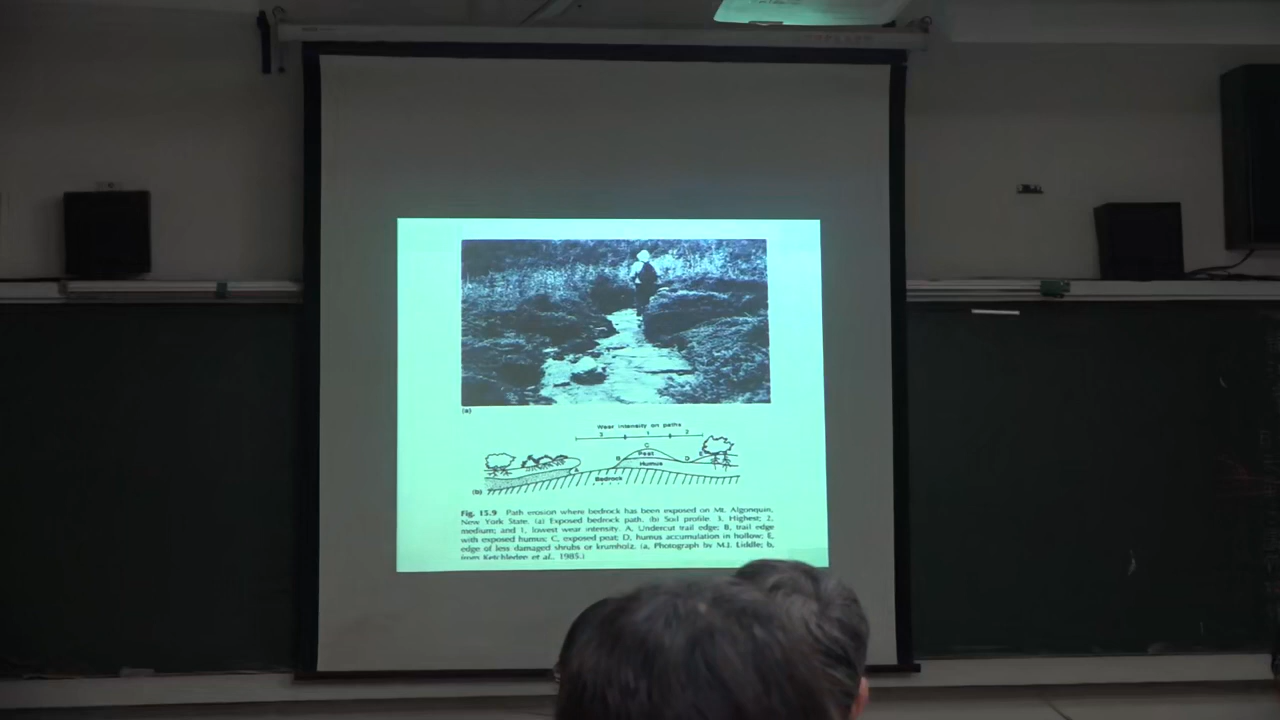 (a)
Wear intensity on paths
3 1 2
C
B Peat D E
A Humus
Bedrock
(b)
Fig. 15.9 Path erosion where bedrock has been exposed on Mt. Algonquin,
New York State. (a) Exposed bedrock path. (b) Soil profile. 3, Highest; 2,
medium; and 1, lowest wear intensity. A, Undercut trail edge; B, trail edge
with exposed humus; C, exposed peat; D, humus accumulation in hollow; E,
edge of less damaged shrubs or krumholz. (a, Photograph by M.J. Liddle; b,
from Ketchleden et al., 1985.)